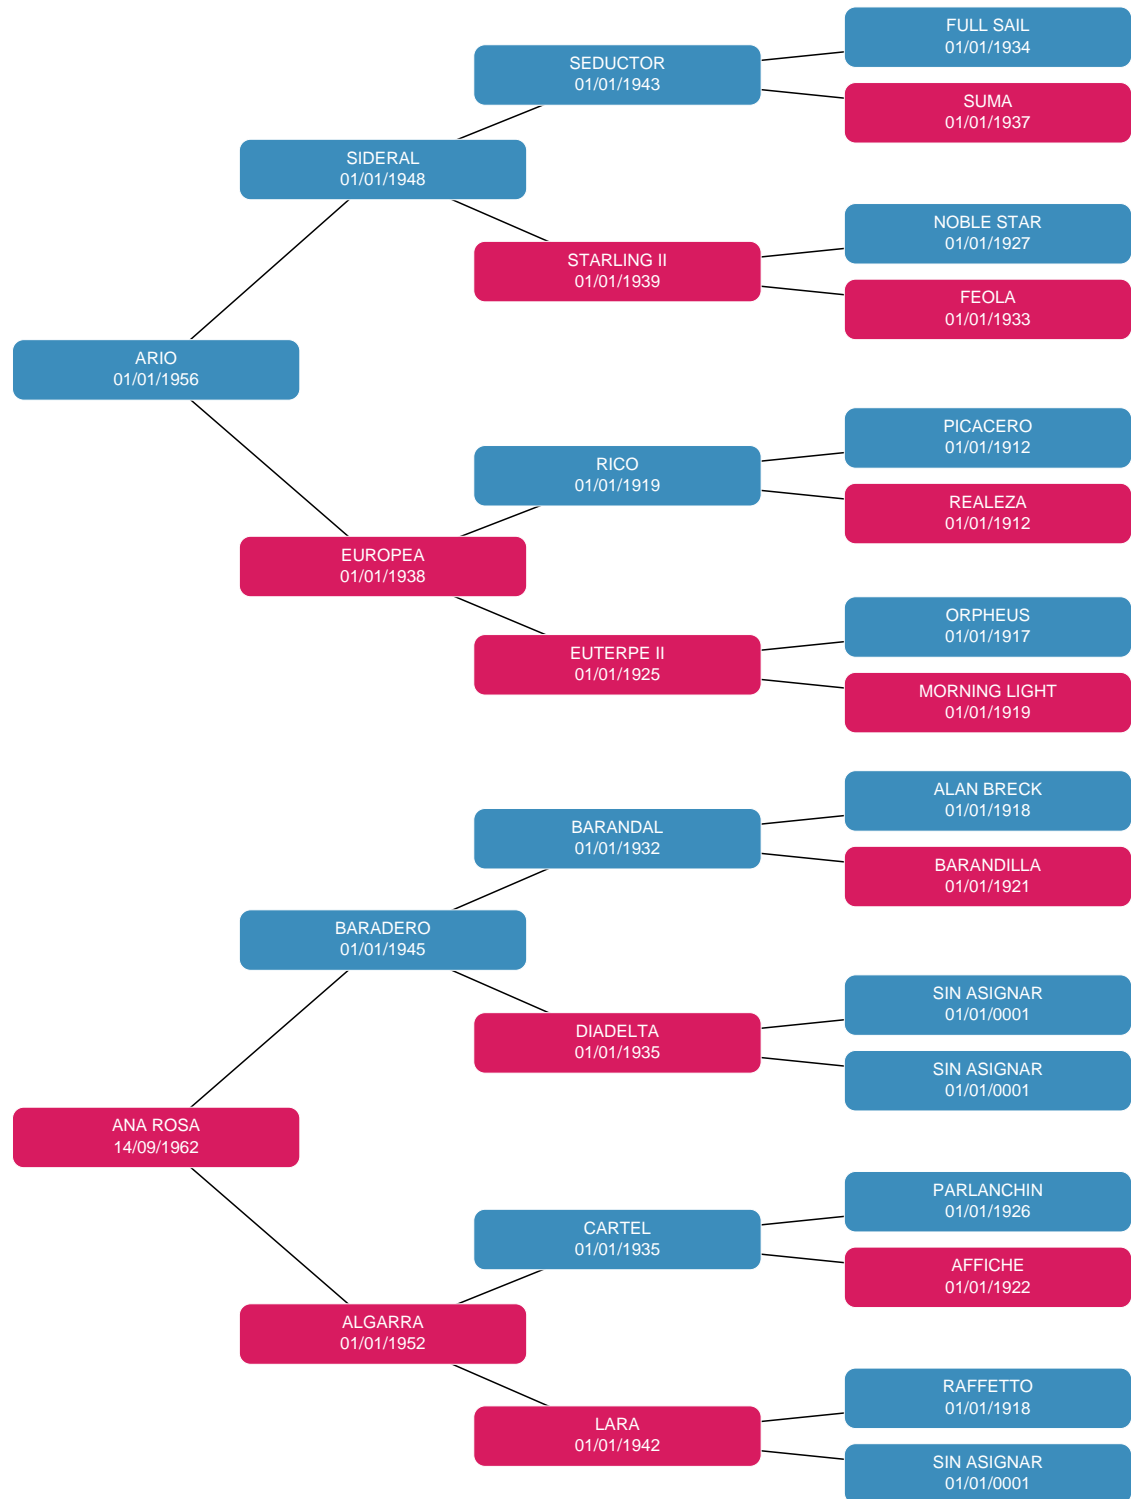 FULL SAIL
01/01/1934
SEDUCTOR
01/01/1943
SUMA
01/01/1937
SIDERAL
01/01/1948
NOBLE STAR
01/01/1927
STARLING II
01/01/1939
FEOLA
01/01/1933
ARIO
01/01/1956
PICACERO
01/01/1912
RICO
01/01/1919
REALEZA
01/01/1912
EUROPEA
01/01/1938
ORPHEUS
01/01/1917
EUTERPE II
01/01/1925
MORNING LIGHT
01/01/1919
ALAN BRECK
01/01/1918
BARANDAL
01/01/1932
BARANDILLA
01/01/1921
BARADERO
01/01/1945
SIN ASIGNAR
01/01/0001
DIADELTA
01/01/1935
SIN ASIGNAR
01/01/0001
ANA ROSA
14/09/1962
PARLANCHIN
01/01/1926
CARTEL
01/01/1935
AFFICHE
01/01/1922
ALGARRA
01/01/1952
RAFFETTO
01/01/1918
LARA
01/01/1942
SIN ASIGNAR
01/01/0001